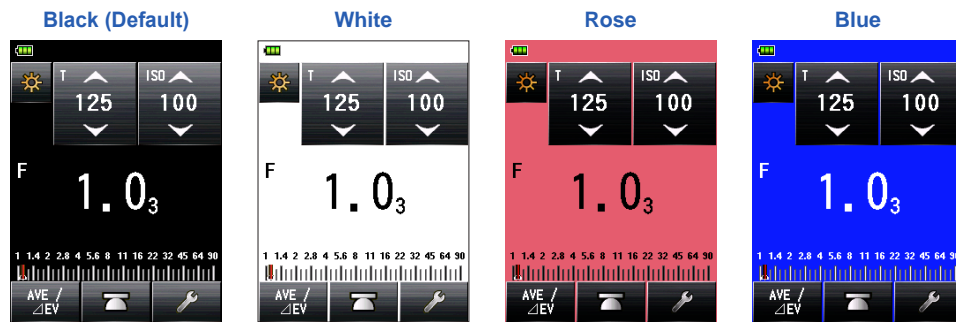 Black (Default)
White
Rose
Blue
T ISO
125 100
F
1.0₃
1 1.4 2 2.8 4 5.6 8 11 16 22 32 45 64 90
AVE / ⊿EV
T ISO
125 100
F
1.0₃
1 1.4 2 2.8 4 5.6 8 11 16 22 32 45 64 90
AVE / ⊿EV
T ISO
125 100
F
1.0₃
1 1.4 2 2.8 4 5.6 8 11 16 22 32 45 64 90
AVE / ⊿EV
T ISO
125 100
F
1.0₃
1 1.4 2 2.8 4 5.6 8 11 16 22 32 45 64 90
AVE / ⊿EV